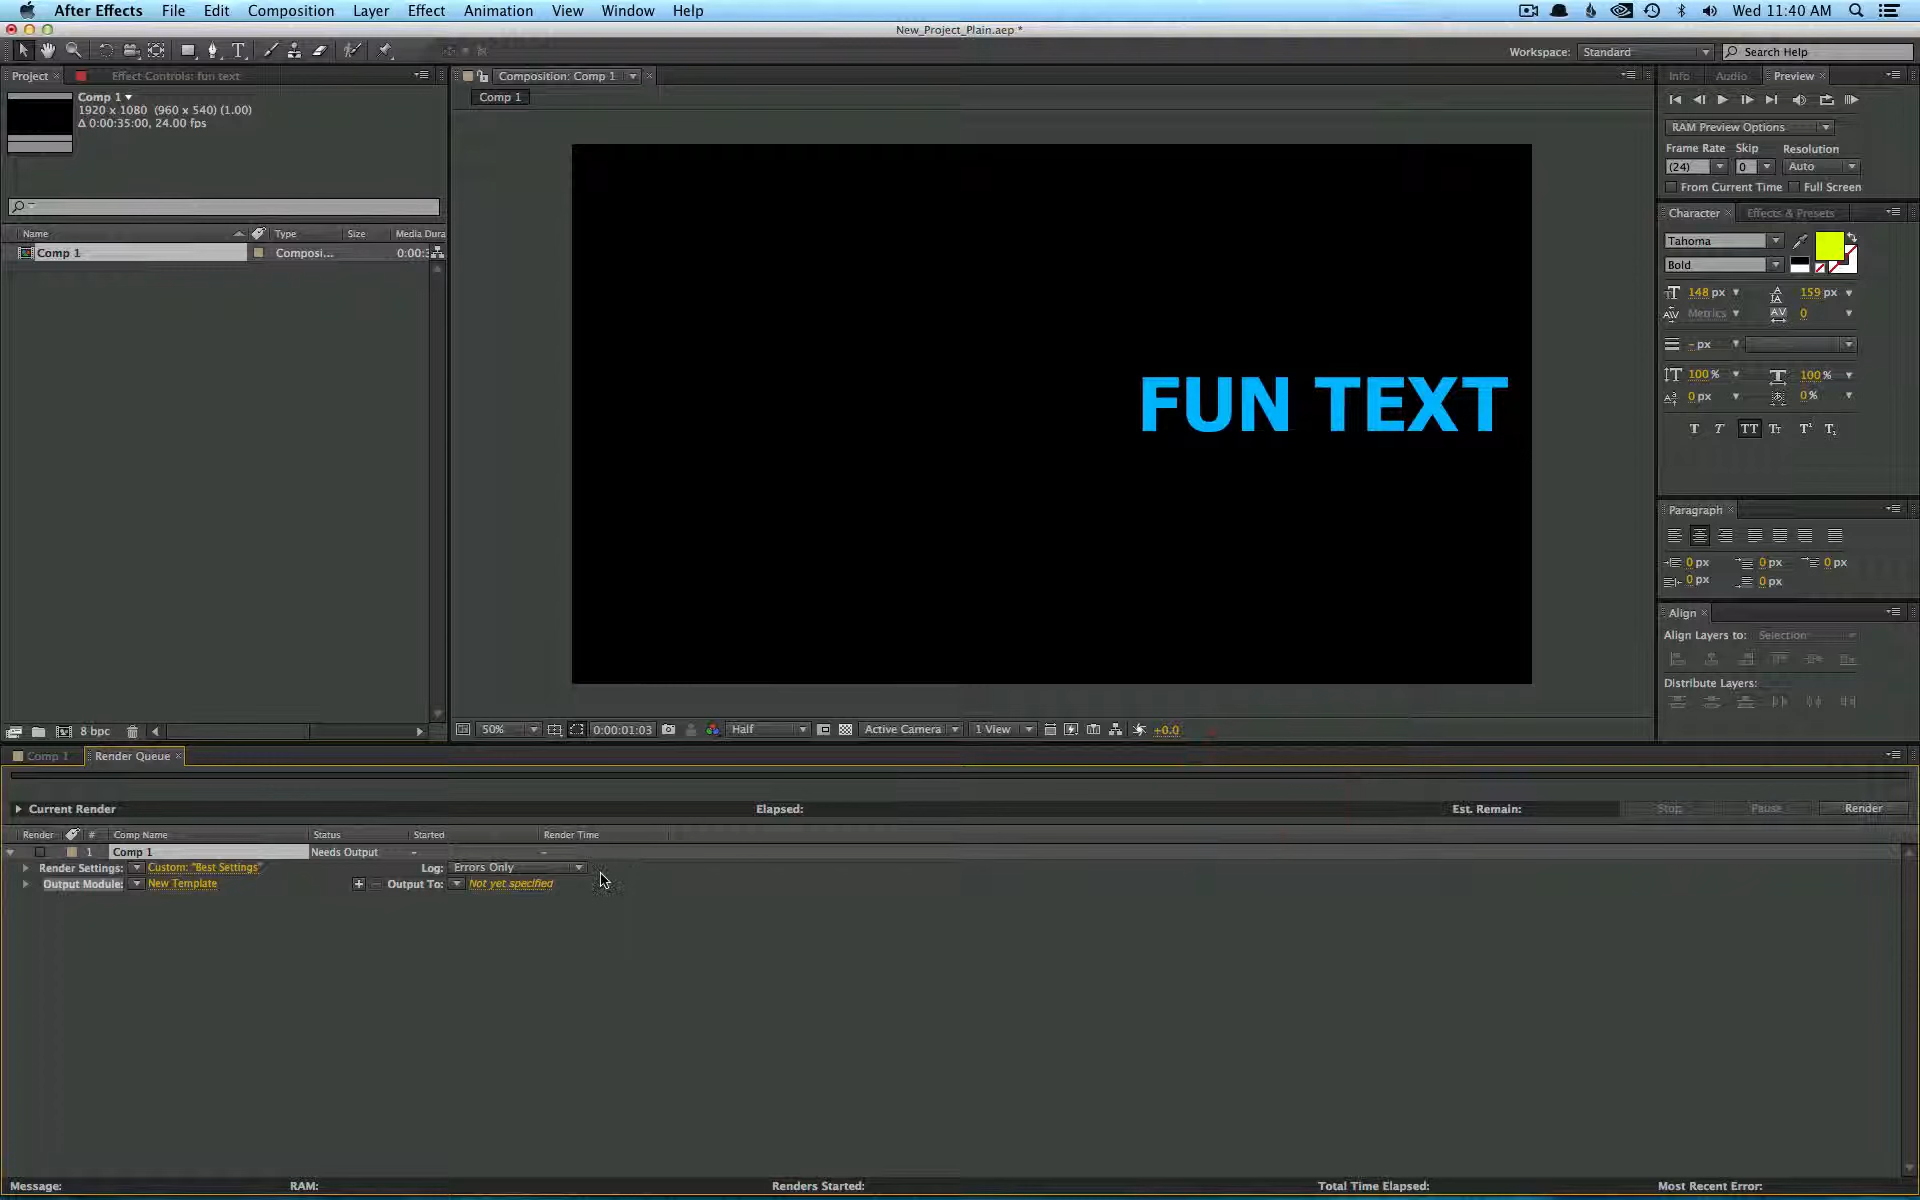 After Effects File Edit Composition Layer Effect Animation View Window Help Wed 11:40 AM
New_Project_Plain.aep *
Workspace: Standard Search Help
Project Effect Controls: fun text Composition: Comp 1 Info Audio Preview
Comp 1 Comp 1
1920 x 1080 (960 x 540) (1.00)
Δ 0:00:35:00, 24.00 fps
RAM Preview Options
Frame Rate Skip Resolution
(24) 0 Auto
From Current Time Full Screen
Character Effects & Presets
Name Type Size Media Dura
Tahoma
Comp 1 Composi... 0:00:3
Bold
148 px 159 px
Metrics 0
- px
100 % 100 %
0 px 0 %
FUN TEXT
T T TT Tт T¹ T₁
Paragraph
0 px 0 px 0 px
0 px 0 px
Align
Align Layers to: Selection
Distribute Layers:
8 bpc 50% 0:00:01:03 Half Active Camera 1 View +0.0
Comp 1 Render Queue
Current Render Elapsed: Est. Remain: Stop Pause Render
Render # Comp Name Status Started Render Time
1 Comp 1 Needs Output - -
Render Settings: Custom: "Best Settings" Log: Errors Only
Output Module: New Template Output To: Not yet specified
Message: RAM: Renders Started: Total Time Elapsed: Most Recent Error: